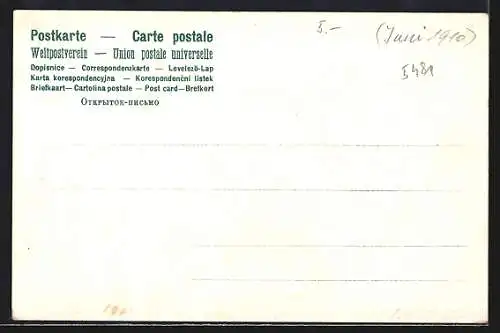 Postkarte — Carte postale
Weltpostverein — Union postale universelle
Dopisnice — Correspondenzkarte — Levelező-Lap
Karta korespondencyjna — Korespondenční lístek
Briefkaart — Cartolina postale — Post card — Brefkort
Открытое-письмо
5.-
(Juni 1910)
5481